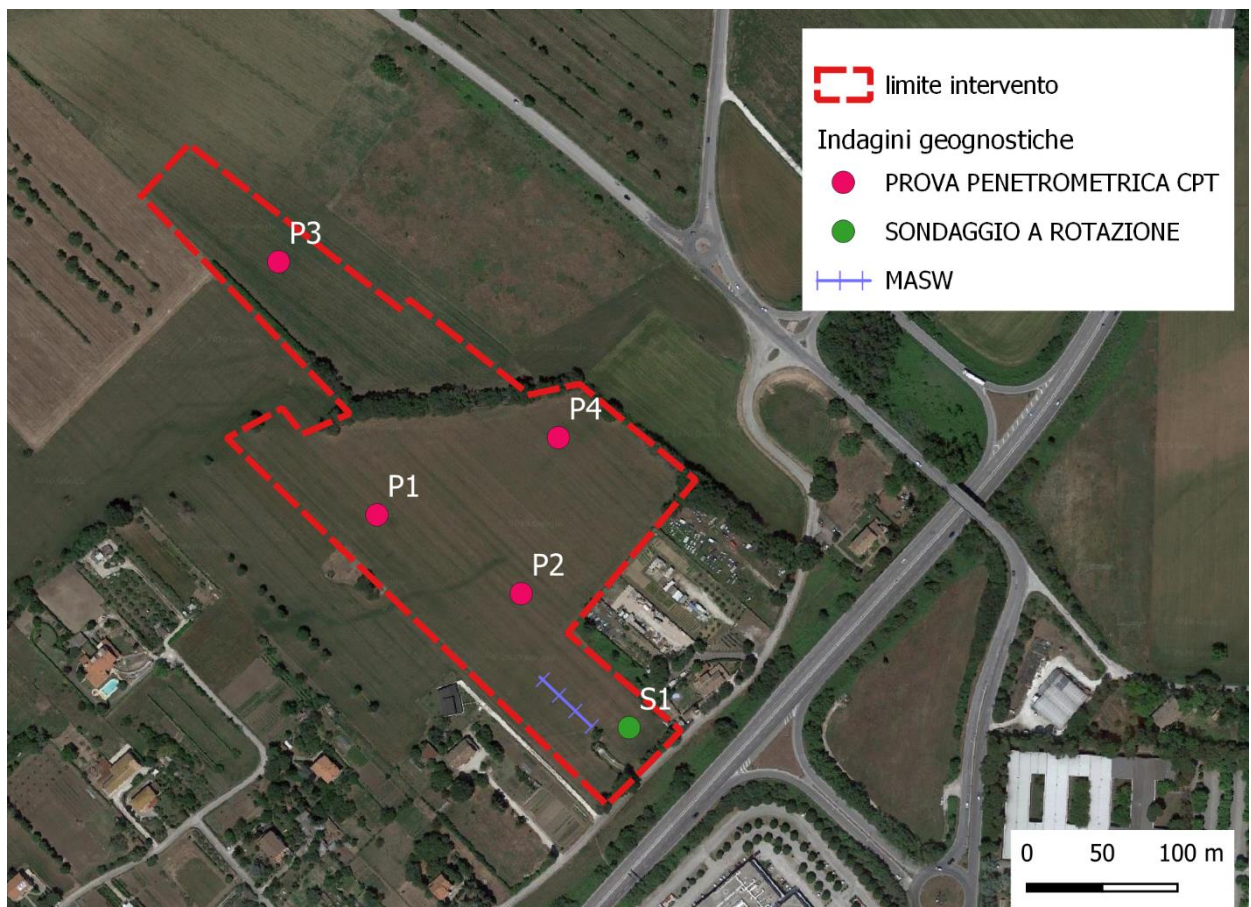 limite intervento
Indagini geognostiche
PROVA PENETROMETRICA CPT
SONDAGGIO A ROTAZIONE
MASW
P3
P4
P1
P2
S1
0 50 100 m